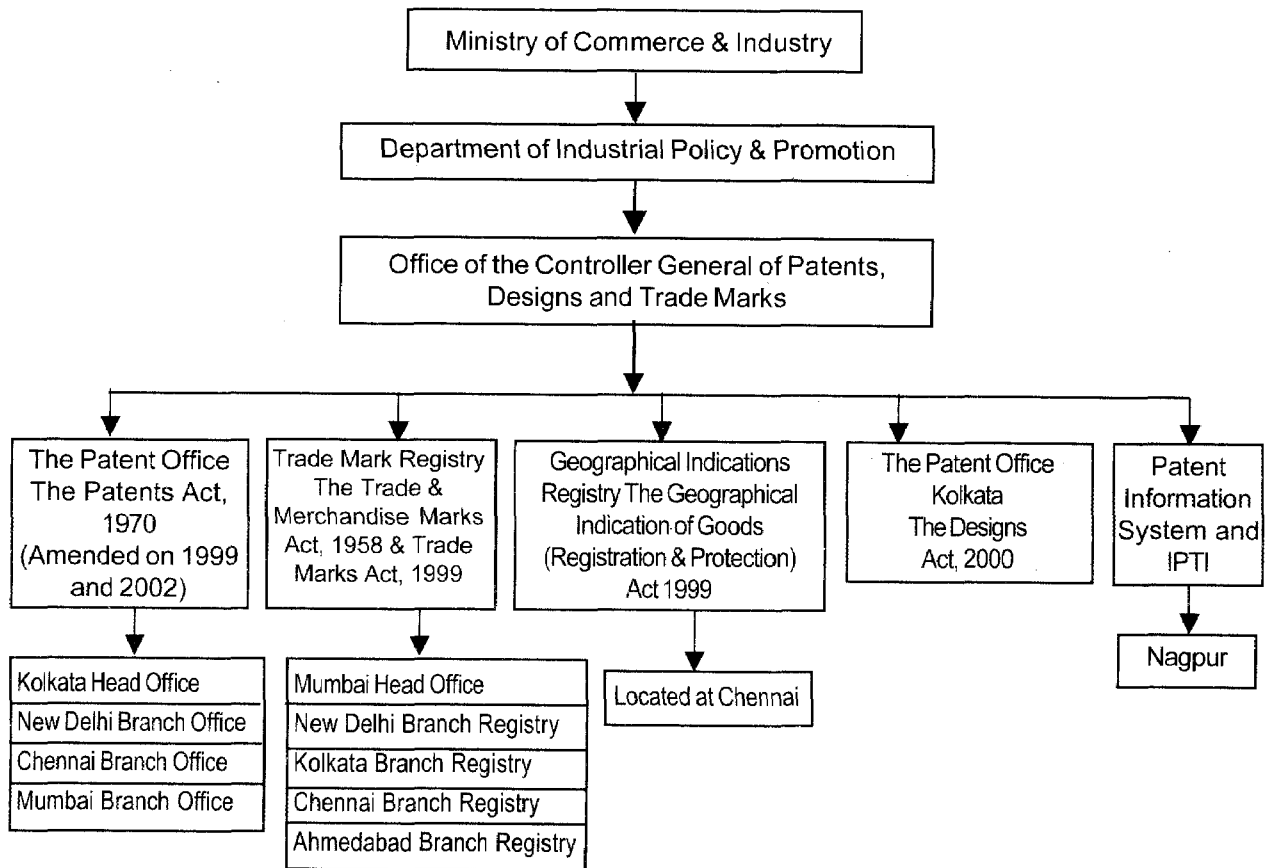 Ministry of Commerce & Industry
Department of Industrial Policy & Promotion
Office of the Controller General of Patents,
Designs and Trade Marks
The Patent Office
The Patents Act,
1970
(Amended on 1999
and 2002)
Trade Mark Registry
The Trade &
Merchandise Marks
Act, 1958 & Trade
Marks Act, 1999
Geographical Indications
Registry The Geographical
Indication of Goods
(Registration & Protection)
Act 1999
The Patent Office
Kolkata
The Designs
Act, 2000
Patent
Information
System and
IPTI
Kolkata Head Office
New Delhi Branch Office
Chennai Branch Office
Mumbai Branch Office
Mumbai Head Office
New Delhi Branch Registry
Kolkata Branch Registry
Chennai Branch Registry
Ahmedabad Branch Registry
Located at Chennai
Nagpur